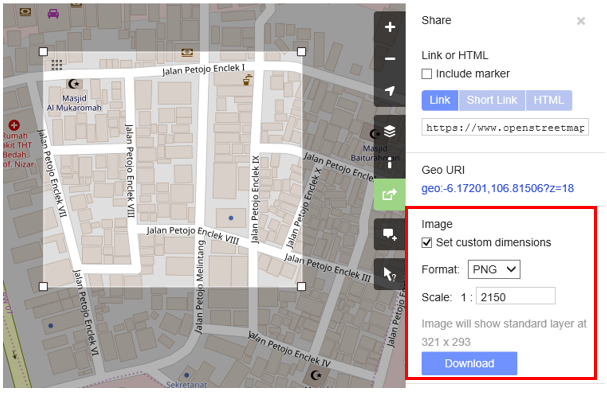 Jalan Petojo Enclek I
Masjid
Al Mukaromah
Rumah
kit THT
Bedah
of. Nizar
Jalan Petojo Enclek VII
Jalan Petojo Enclek VIII
Jalan Petojo Enclek IX
Jalan Petojo Enclek X
Masjid
Baiturahman
Jalan Petojo Enclek VIII
Jalan Petojo Enclek III
Jalan Petojo Melintang
Jalan Petojo Enclek VI
Jalan Petojo Enclek IV
Sekretariat
Share
Link or HTML
Include marker
Link
Short Link
HTML
https://www.openstreetmap
Geo URI
geo:-6.17201,106.81506?z=18
Image
Set custom dimensions
Format: PNG
Scale: 1 : 2150
Image will show standard layer at
321 x 293
Download